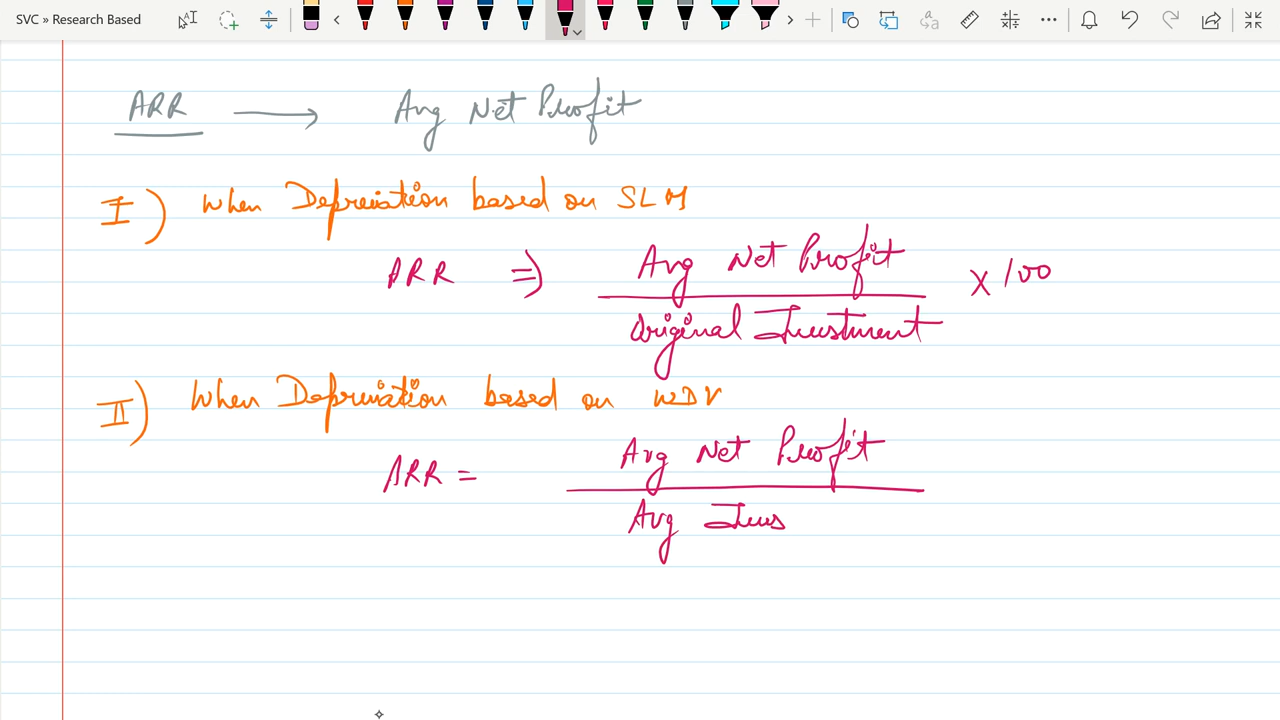 SVC » Research Based
ARR → Avg Net Profit
I) When Depreciation based on SLM
ARR ⇒ Avg Net Profit
Original Investment
X 100
II) When Depreciation based on WDV
ARR = Avg Net Profit
Avg Inves